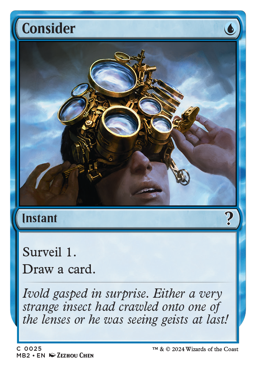 Consider
Instant
?
Surveil 1.
Draw a card.
Ivold gasped in surprise. Either a very
strange insect had crawled onto one of
the lenses or he was seeing geists at last!
C 0025
MB2 • EN Zezhou Chen
™ & © 2024 Wizards of the Coast